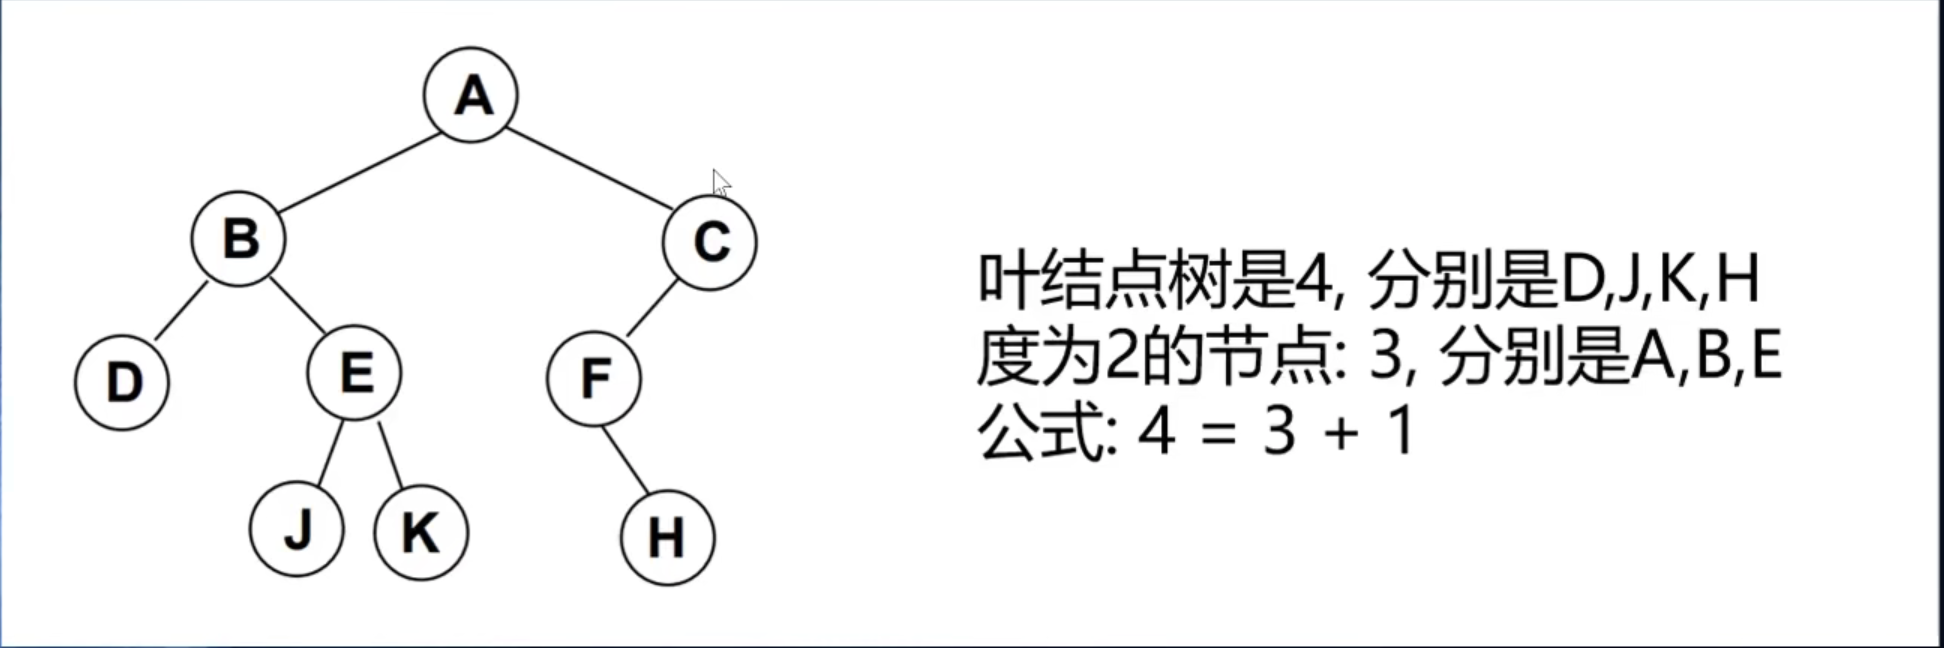 A
B
C
D
E
F
J
K
H
叶结点树是4, 分别是D,J,K,H
度为2的节点: 3, 分别是A,B,E
公式: 4 = 3 + 1